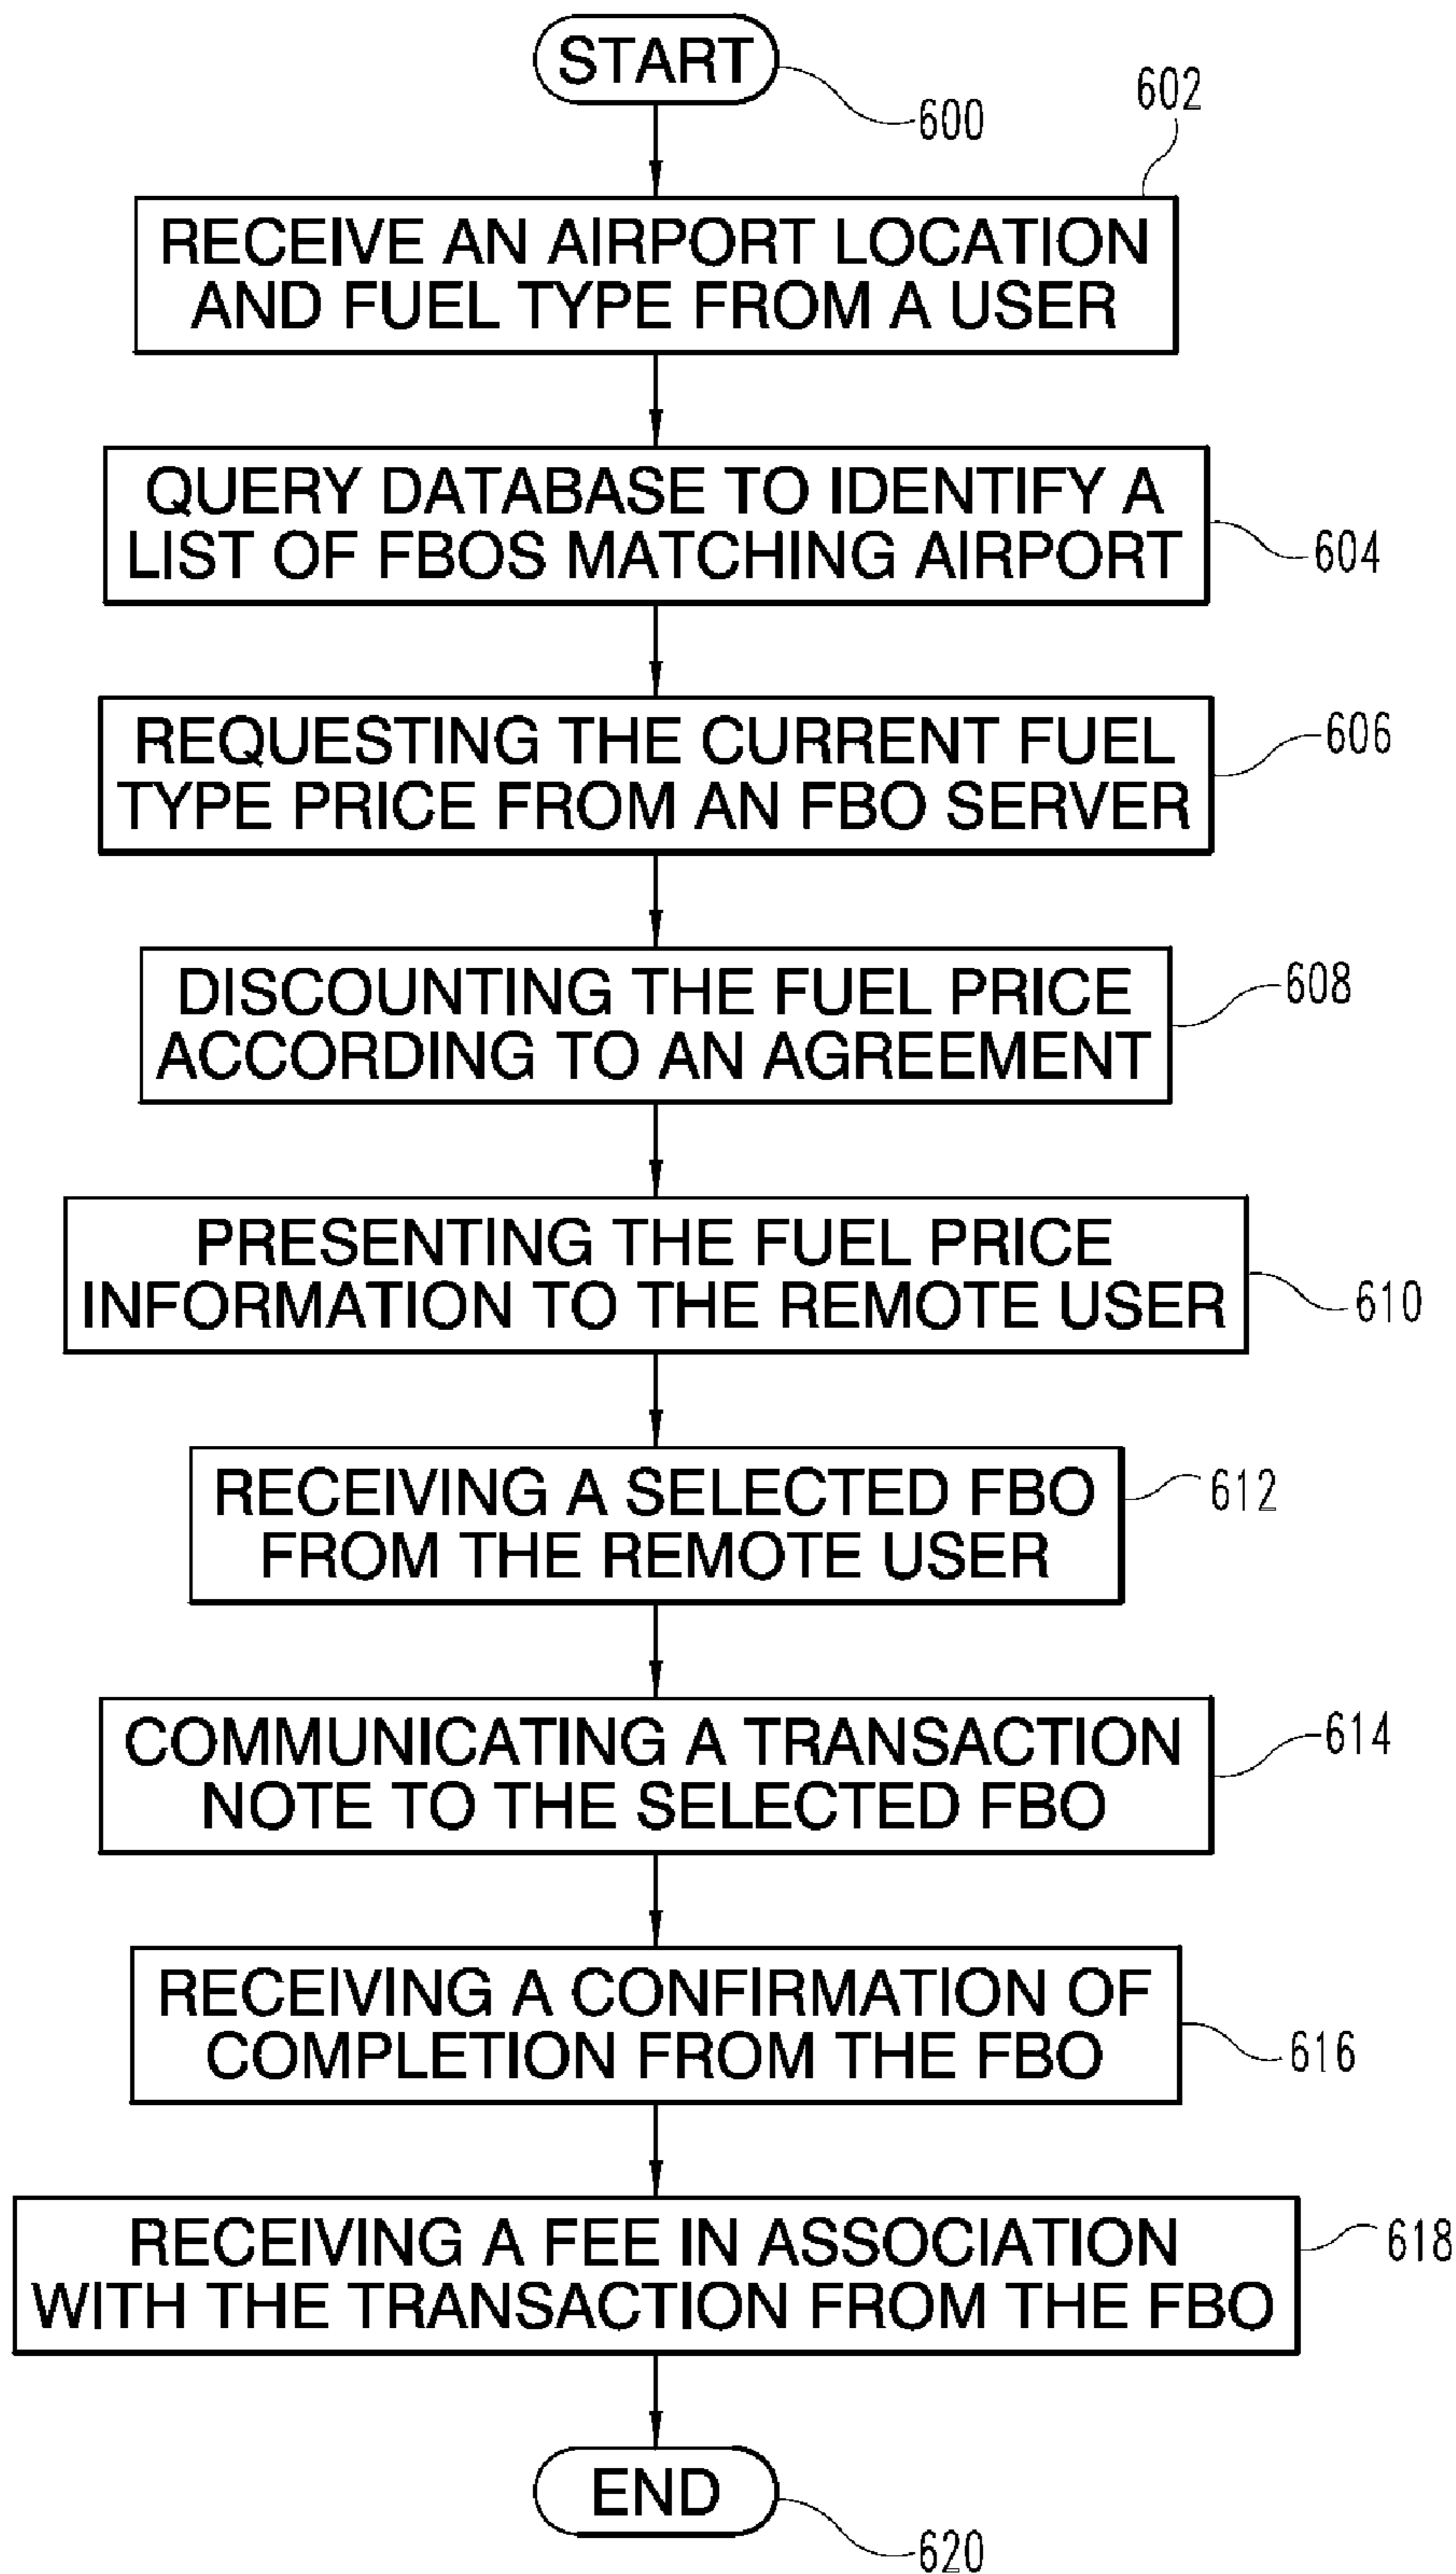 START
600
602
RECEIVE AN AIRPORT LOCATION
AND FUEL TYPE FROM A USER
QUERY DATABASE TO IDENTIFY A
LIST OF FBOS MATCHING AIRPORT
604
REQUESTING THE CURRENT FUEL
TYPE PRICE FROM AN FBO SERVER
606
DISCOUNTING THE FUEL PRICE
ACCORDING TO AN AGREEMENT
608
PRESENTING THE FUEL PRICE
INFORMATION TO THE REMOTE USER
610
RECEIVING A SELECTED FBO
FROM THE REMOTE USER
612
COMMUNICATING A TRANSACTION
NOTE TO THE SELECTED FBO
614
RECEIVING A CONFIRMATION OF
COMPLETION FROM THE FBO
616
RECEIVING A FEE IN ASSOCIATION
WITH THE TRANSACTION FROM THE FBO
618
END
620